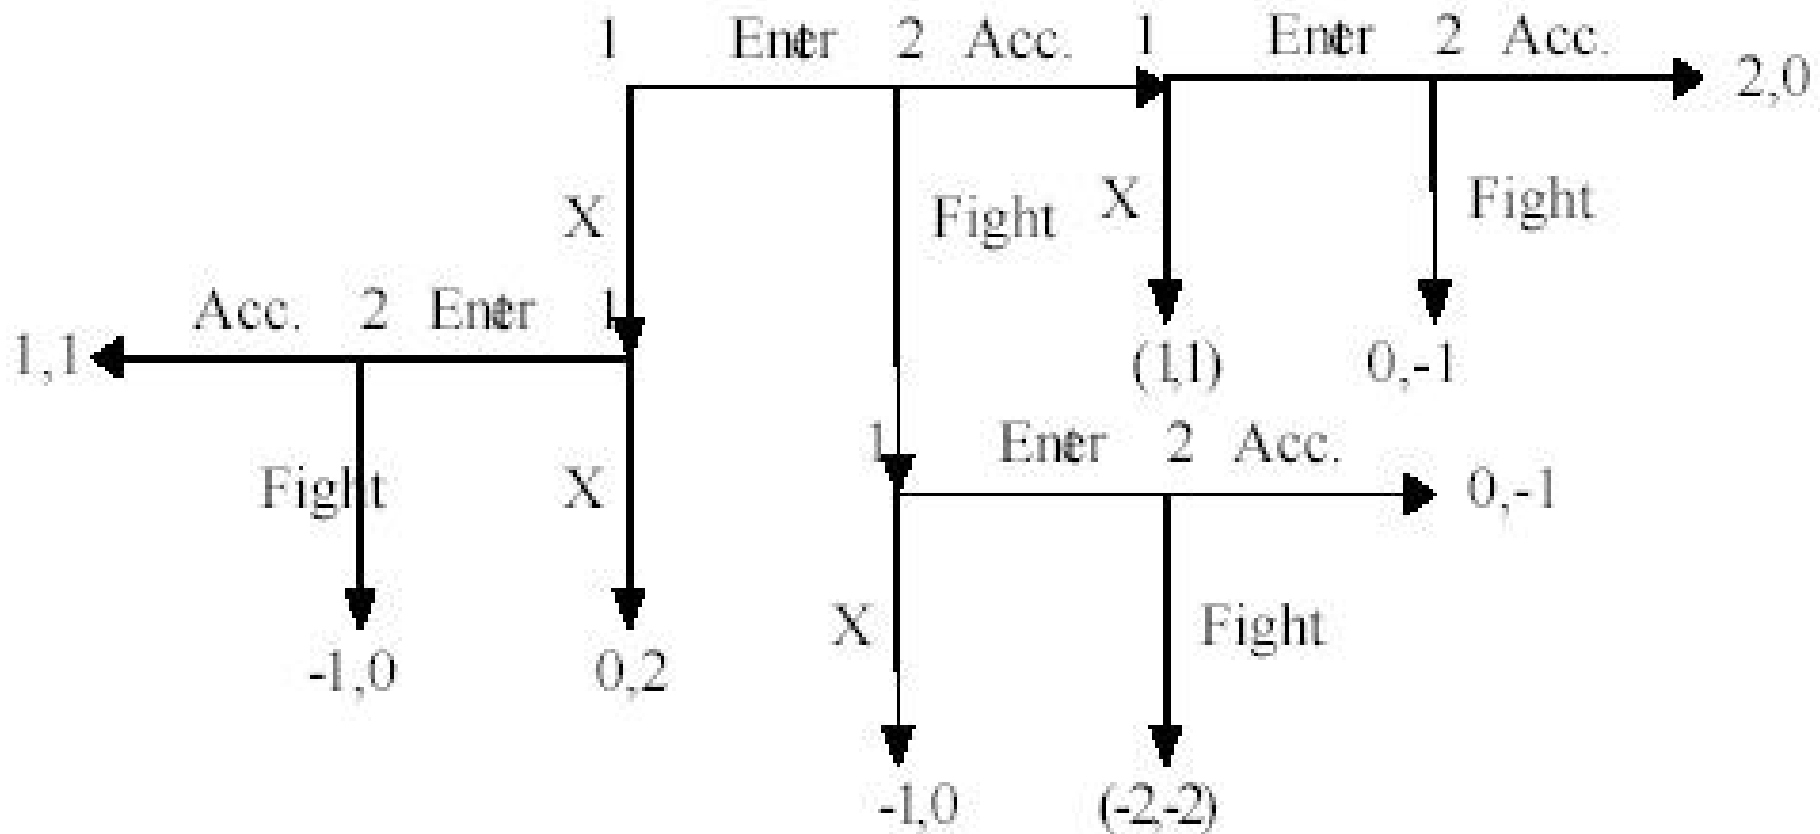 1 Enter 2 Acc. 1 Enter 2 Acc. 2,0
X Fight X Fight
Acc. 2 Enter 1
1,1 (1,1) 0,-1
1 Enter 2 Acc. 0,-1
Fight X
X Fight
-1,0 0,2
-1,0 (-2,-2)